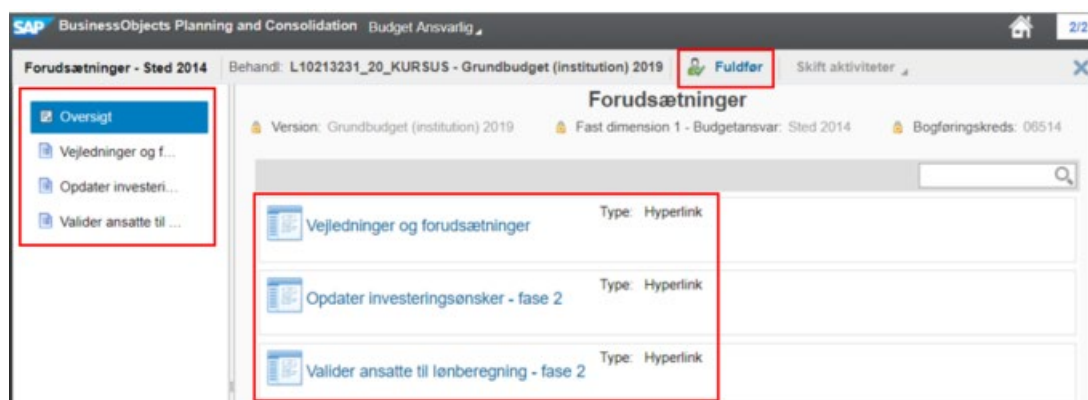 SAP BusinessObjects Planning and Consolidation Budget Ansvarlig 2/2
Forudsætninger - Sted 2014 Behandl: L10213231_20_KURSUS - Grundbudget (institution) 2019 Fuldfør Skift aktiviteter
Oversigt
Vejledninger og f...
Opdater investeri...
Valider ansatte til ...
Forudsætninger
Version: Grundbudget (institution) 2019 Fast dimension 1 - Budgetansvar: Sted 2014 Bogføringskreds: 06514
Vejledninger og forudsætninger Type: Hyperlink
Opdater investeringsønsker - fase 2 Type: Hyperlink
Valider ansatte til lønberegning - fase 2 Type: Hyperlink